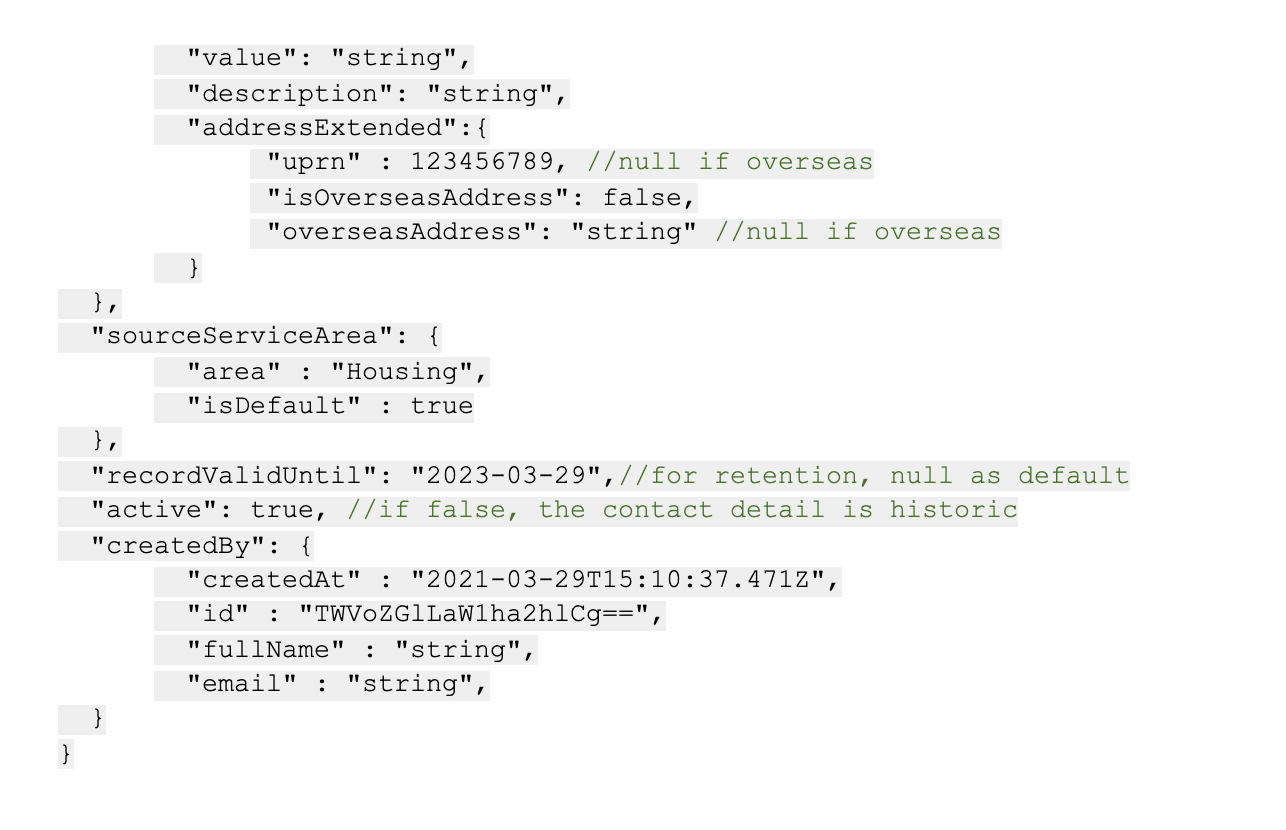 "value": "string",
"description": "string",
"addressExtended":{
"uprn" : 123456789, //null if overseas
"isOverseasAddress": false,
"overseasAddress": "string" //null if overseas
}
},
"sourceServiceArea": {
"area" : "Housing",
"isDefault" : true
},
"recordValidUntil": "2023-03-29",//for retention, null as default
"active": true, //if false, the contact detail is historic
"createdBy": {
"createdAt" : "2021-03-29T15:10:37.471Z",
"id" : "TWVoZGlLaW1ha2hlCg==",
"fullName" : "string",
"email" : "string",
}
}